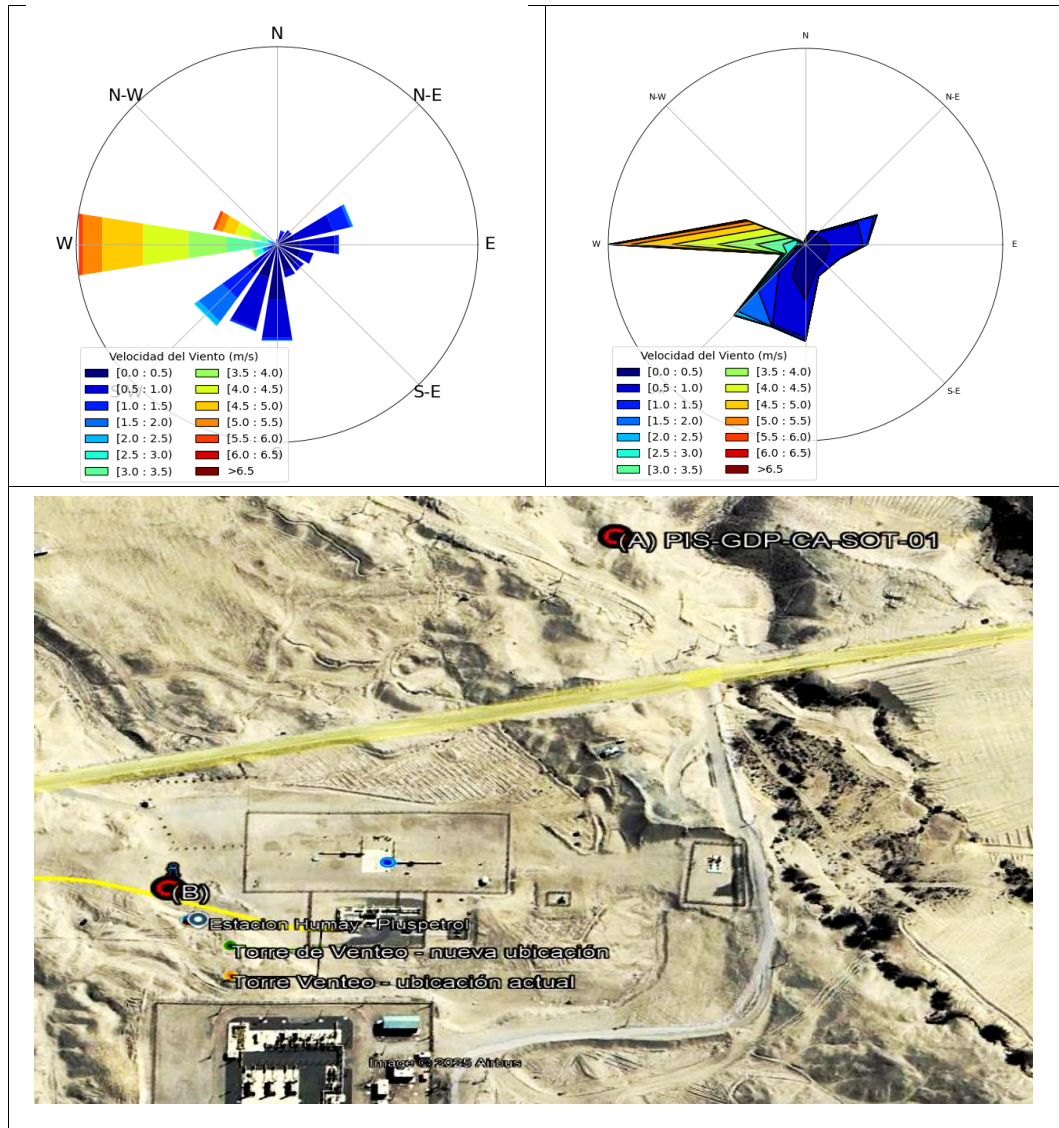 N
N-W
N-E
W
E
S-W
S-E
S
Velocidad del Viento (m/s)
[0.0 : 0.5)
[0.5 : 1.0)
[1.0 : 1.5)
[1.5 : 2.0)
[2.0 : 2.5)
[2.5 : 3.0)
[3.0 : 3.5)
[3.5 : 4.0)
[4.0 : 4.5)
[4.5 : 5.0)
[5.0 : 5.5)
[5.5 : 6.0)
[6.0 : 6.5)
>6.5
N
N-W
N-E
W
E
S-E
Velocidad del Viento (m/s)
[0.0 : 0.5)
[0.5 : 1.0)
[1.0 : 1.5)
[1.5 : 2.0)
[2.0 : 2.5)
[2.5 : 3.0)
[3.0 : 3.5)
[3.5 : 4.0)
[4.0 : 4.5)
[4.5 : 5.0)
[5.0 : 5.5)
[5.5 : 6.0)
[6.0 : 6.5)
>6.5
(A) PIS-GDP-CA-SOT-01
(B)
Estacion Humay - Pluspetrol
Torre de Venteo - nueva ubicación
Torre Venteo - ubicación actual
Image © 2025 Airbus